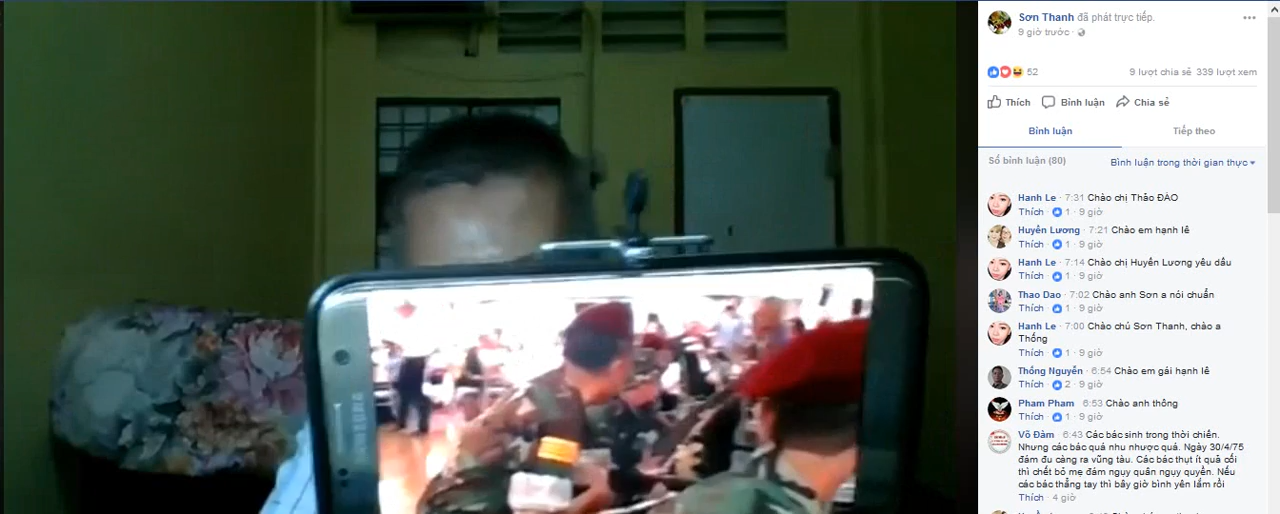 Sơn Thanh đã phát trực tiếp.
9 giờ trước ·
52
9 lượt chia sẻ 339 lượt xem
Thích Bình luận Chia sẻ
Bình luận Tiếp theo
Số bình luận (80) Bình luận trong thời gian thực
Hanh Le · 7:31 Chào chị Thảo ĐÀO
Thích · 1 · 9 giờ
Huyền Lương · 7:21 Chào em hạnh lê
Thích · 1 · 9 giờ
Hanh Le · 7:14 Chào chị Huyền Lương yêu dấu
Thích · 1 · 9 giờ
Thao Dao · 7:02 Chào anh Sơn a nói chuẩn
Thích · 1 · 9 giờ
Hanh Le · 7:00 Chào chú Sơn Thanh, chào a
Thống
Thích · 1 · 9 giờ
Thống Nguyễn · 6:54 Chào em gái hạnh lê
Thích · 2 · 9 giờ
Pham Pham · 6:53 Chào anh thông
Thích · 1 · 9 giờ
Võ Đàm · 6:43 Các bác sinh trong thời chiến.
Nhưng các bác quá nhu nhược quá. Ngày 30/4/75
đám đu càng ra vũng tàu. Các bác thụt ít quả cối
thì chết bỏ mẹ đám ngụy quân ngụy quyền. Nếu
các bác thẳng tay thì bây giờ bình yên lắm rồi
Thích · 4 giờ